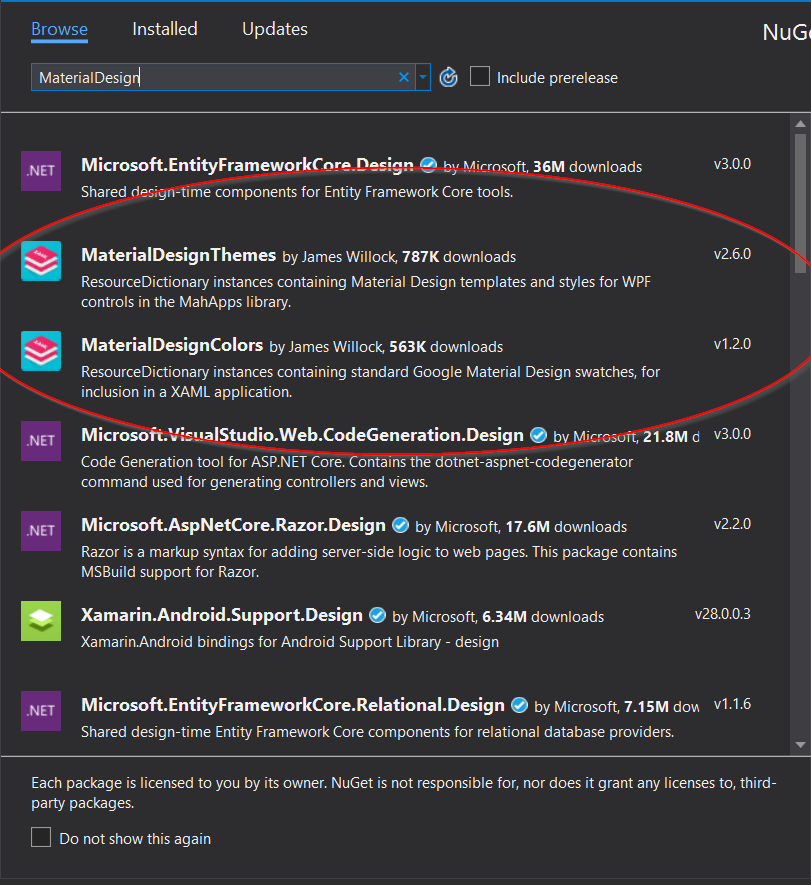 Browse Installed Updates NuG
MaterialDesign Include prerelease
.NET Microsoft.EntityFrameworkCore.Design by Microsoft, 36M downloads v3.0.0
Shared design-time components for Entity Framework Core tools.
MaterialDesignThemes by James Willock, 787K downloads v2.6.0
ResourceDictionary instances containing Material Design templates and styles for WPF
controls in the MahApps library.
MaterialDesignColors by James Willock, 563K downloads v1.2.0
ResourceDictionary instances containing standard Google Material Design swatches, for
inclusion in a XAML application.
.NET Microsoft.VisualStudio.Web.CodeGeneration.Design by Microsoft, 21.8M d v3.0.0
Code Generation tool for ASP.NET Core. Contains the dotnet-aspnet-codegenerator
command used for generating controllers and views.
.NET Microsoft.AspNetCore.Razor.Design by Microsoft, 17.6M downloads v2.2.0
Razor is a markup syntax for adding server-side logic to web pages. This package contains
MSBuild support for Razor.
Xamarin.Android.Support.Design by Microsoft, 6.34M downloads v28.0.0.3
Xamarin.Android bindings for Android Support Library - design
.NET Microsoft.EntityFrameworkCore.Relational.Design by Microsoft, 7.15M dow v1.1.6
Shared design-time Entity Framework Core components for relational database providers.
Each package is licensed to you by its owner. NuGet is not responsible for, nor does it grant any licenses to, third-
party packages.
Do not show this again